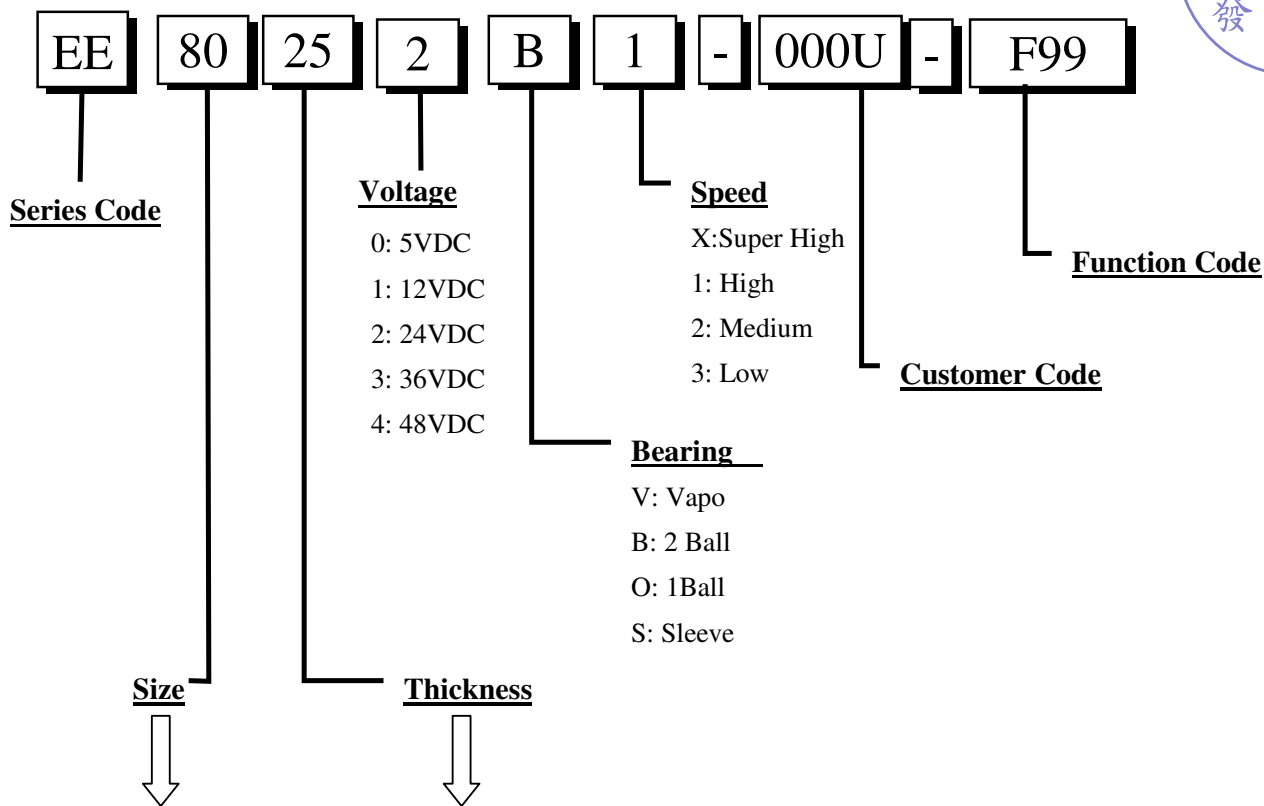 EE 80 25 2 B 1 - 000U - F99
發
Series Code
Voltage
0: 5VDC
1: 12VDC
2: 24VDC
3: 36VDC
4: 48VDC
Speed
X:Super High
1: High
2: Medium
3: Low
Function Code
Customer Code
Bearing
V: Vapo
B: 2 Ball
O: 1Ball
S: Sleeve
Size
Thickness